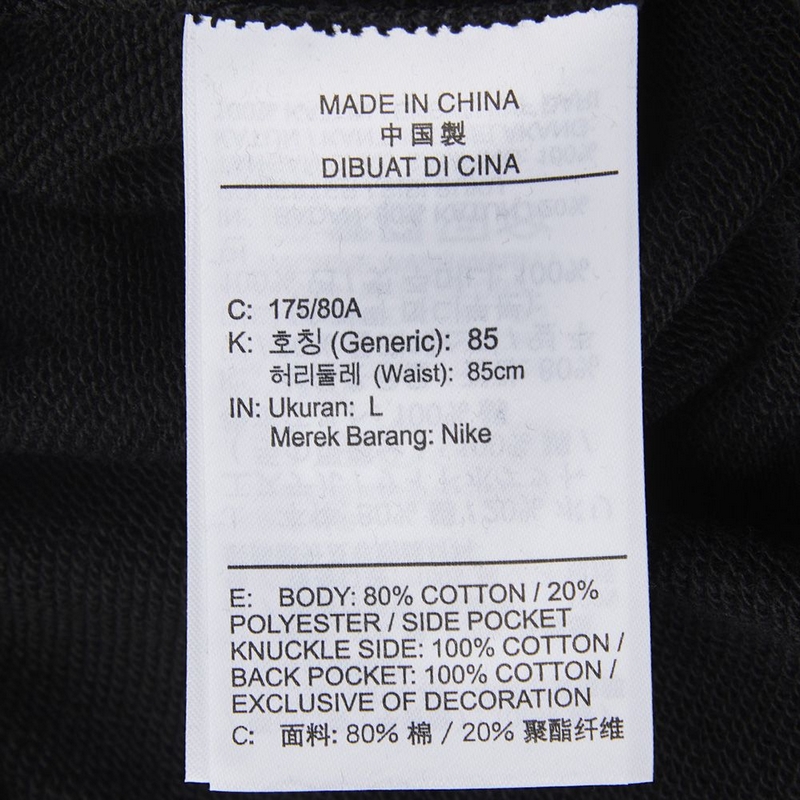 MADE IN CHINA
中国製
DIBUAT DI CINA
C: 175/80A
K: 호칭 (Generic): 85
허리둘레 (Waist): 85cm
IN: Ukuran: L
Merek Barang: Nike
E: BODY: 80% COTTON / 20%
POLYESTER / SIDE POCKET
KNUCKLE SIDE: 100% COTTON /
BACK POCKET: 100% COTTON /
EXCLUSIVE OF DECORATION
C: 面料: 80% 棉 / 20% 聚酯纤维